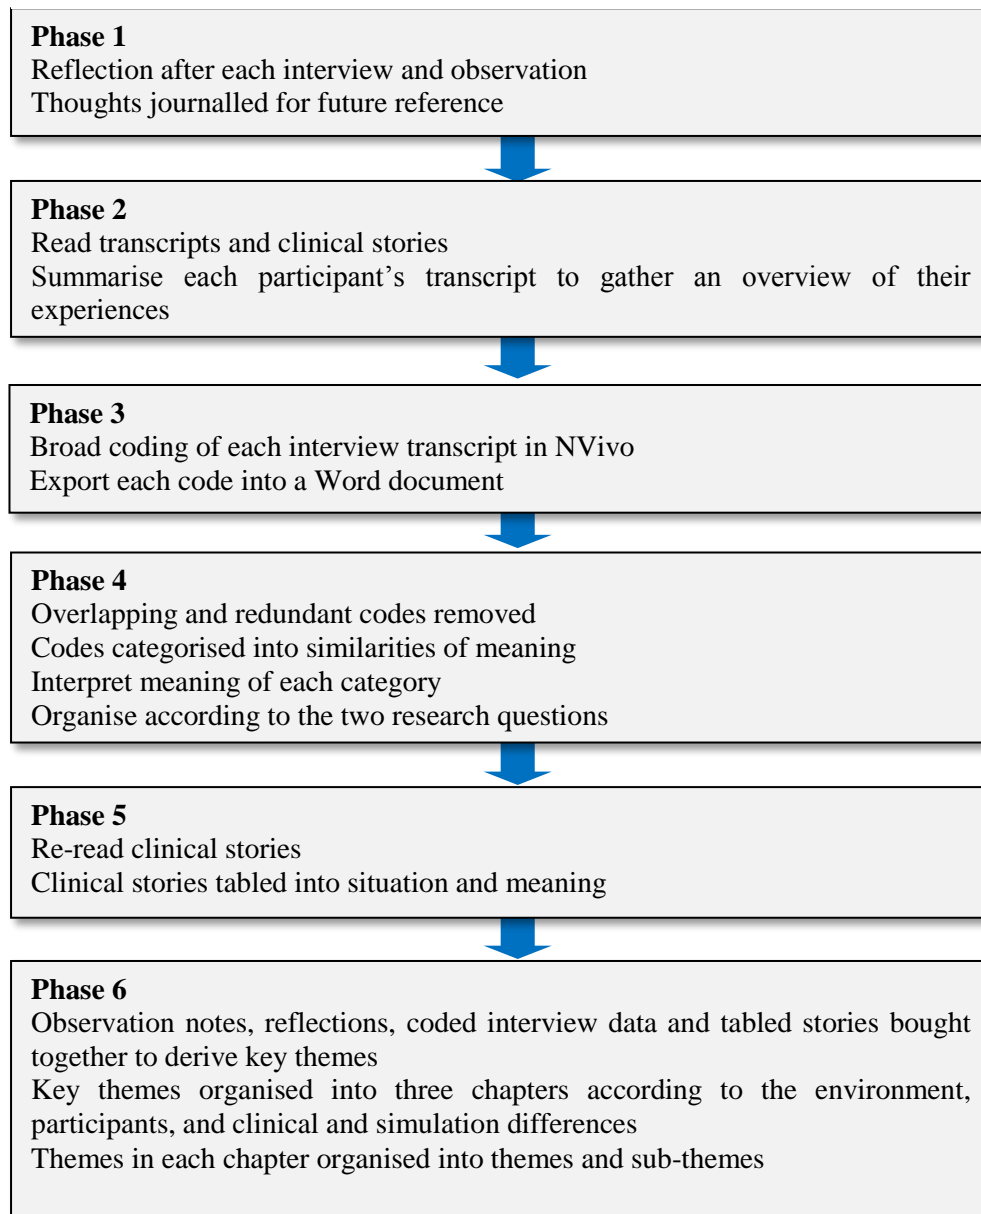 Phase 1
Reflection after each interview and observation
Thoughts journalled for future reference
Phase 2
Read transcripts and clinical stories
Summarise each participant’s transcript to gather an overview of their
experiences
Phase 3
Broad coding of each interview transcript in NVivo
Export each code into a Word document
Phase 4
Overlapping and redundant codes removed
Codes categorised into similarities of meaning
Interpret meaning of each category
Organise according to the two research questions
Phase 5
Re-read clinical stories
Clinical stories tabled into situation and meaning
Phase 6
Observation notes, reflections, coded interview data and tabled stories bought
together to derive key themes
Key themes organised into three chapters according to the environment,
participants, and clinical and simulation differences
Themes in each chapter organised into themes and sub-themes